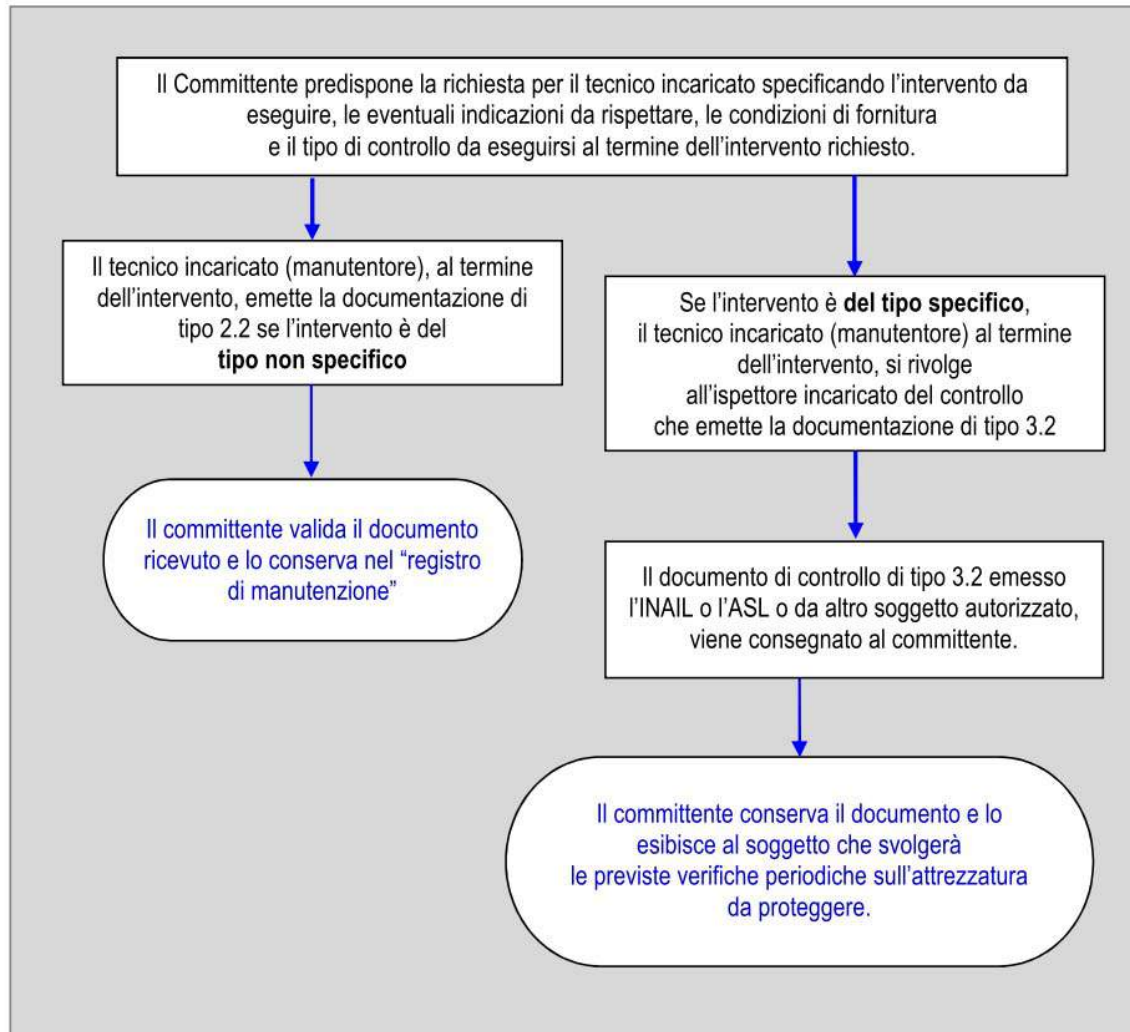 Il Committente predispone la richiesta per il tecnico incaricato specificando l’intervento da
eseguire, le eventuali indicazioni da rispettare, le condizioni di fornitura
e il tipo di controllo da eseguirsi al termine dell’intervento richiesto.
Il tecnico incaricato (manutentore), al termine
dell’intervento, emette la documentazione di
tipo 2.2 se l’intervento è del
tipo non specifico
Il committente valida il documento
ricevuto e lo conserva nel “registro
di manutenzione”
Se l’intervento è del tipo specifico,
il tecnico incaricato (manutentore) al termine
dell’intervento, si rivolge
all’ispettore incaricato del controllo
che emette la documentazione di tipo 3.2
Il documento di controllo di tipo 3.2 emesso
l’INAIL o l’ASL o da altro soggetto autorizzato,
viene consegnato al committente.
Il committente conserva il documento e lo
esibisce al soggetto che svolgerà
le previste verifiche periodiche sull’attrezzatura
da proteggere.